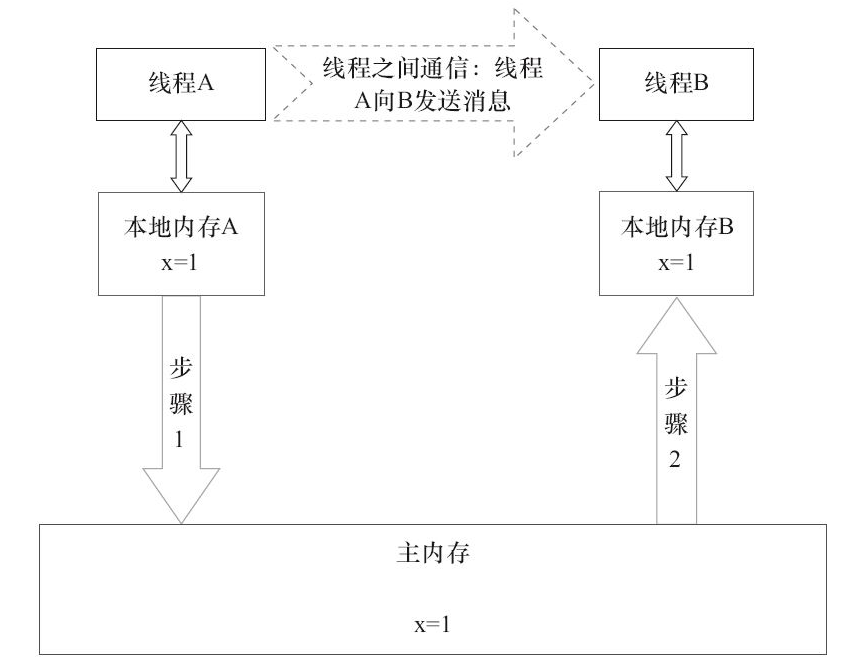 线程A
线程之间通信：线程
A向B发送消息
线程B
本地内存A
x=1
本地内存B
x=1
步
骤
1
步
骤
2
主内存
x=1